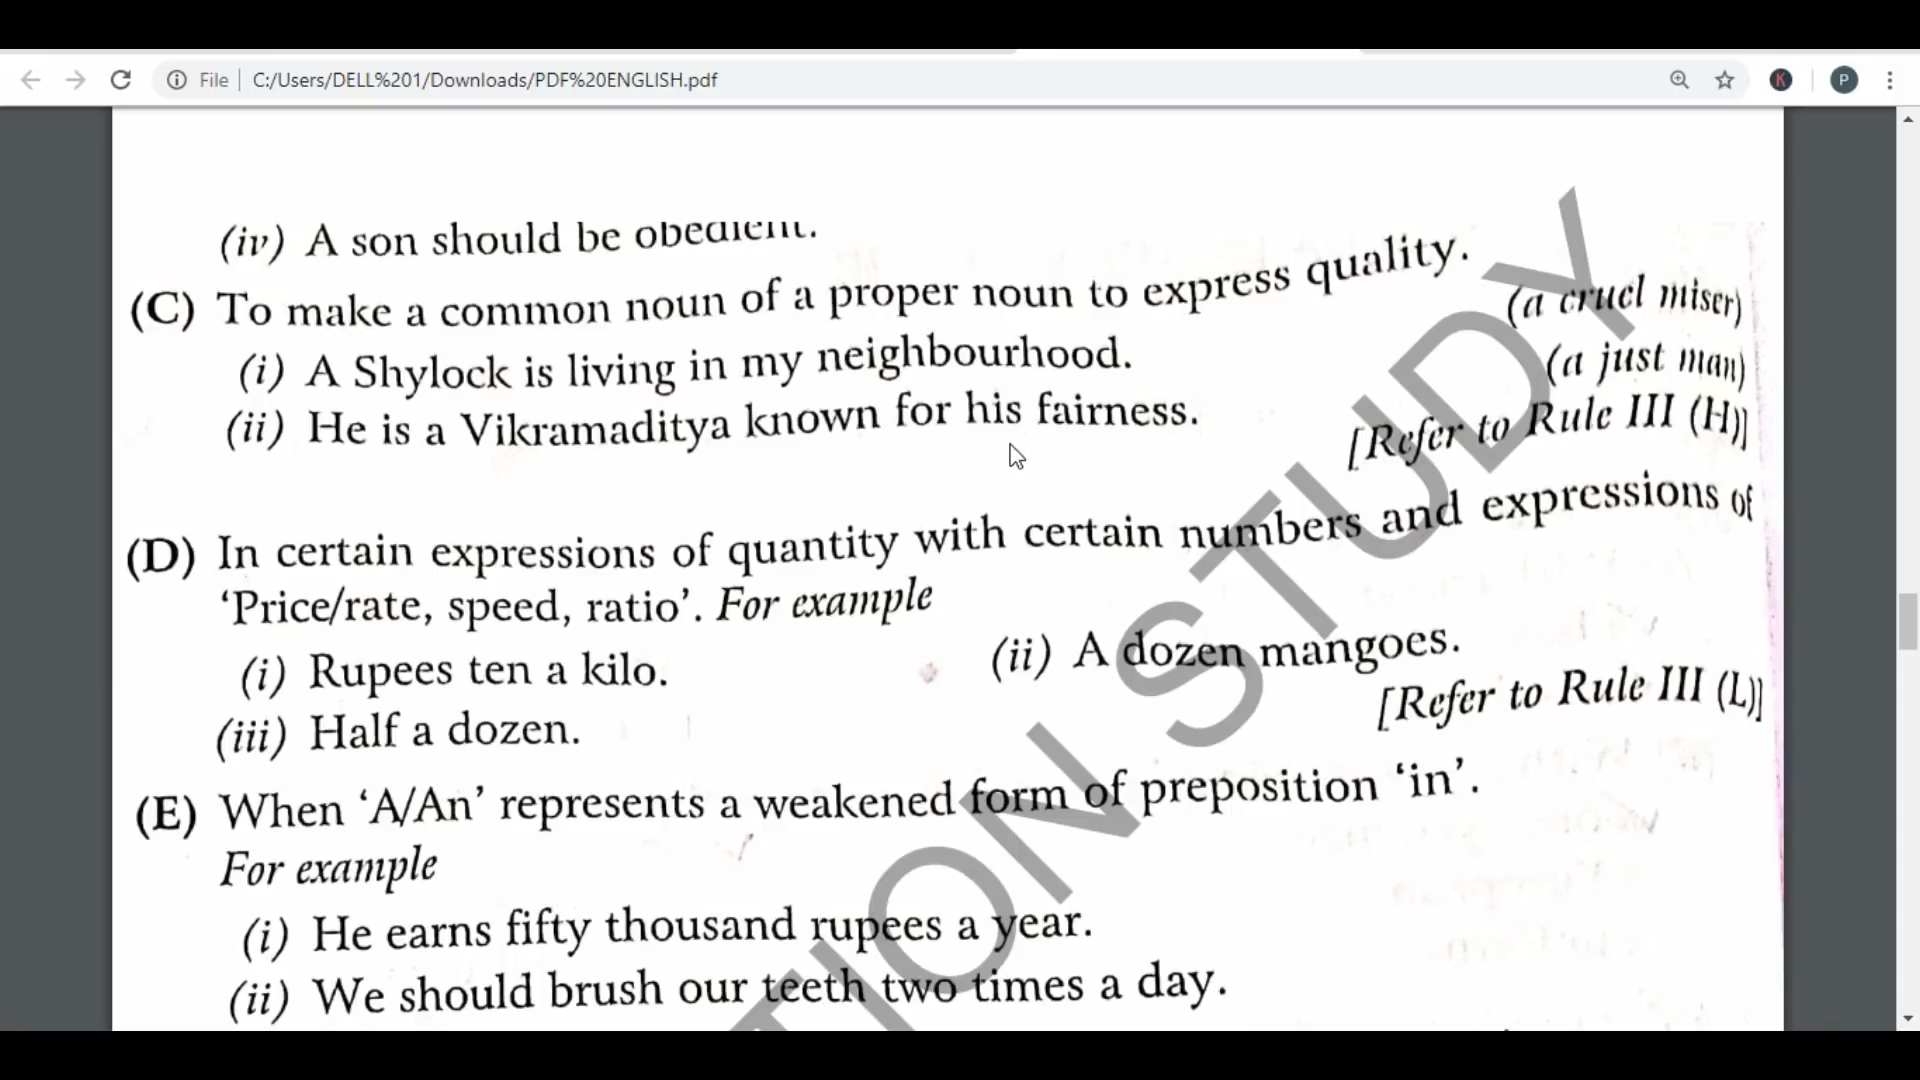 File C:/Users/DELL%201/Downloads/PDF%20ENGLISH.pdf
P
(iv) A son should be obedient.
(C) To make a common noun of a proper noun to express quality.
(i) A Shylock is living in my neighbourhood. (a cruel miser)
(ii) He is a Vikramaditya known for his fairness. (a just man)
[Refer to Rule III (H)]
(D) In certain expressions of quantity with certain numbers and expressions of
‘Price/rate, speed, ratio’. For example
(i) Rupees ten a kilo. (ii) A dozen mangoes.
(iii) Half a dozen. [Refer to Rule III (L)]
(E) When ‘A/An’ represents a weakened form of preposition ‘in’.
For example
(i) He earns fifty thousand rupees a year.
(ii) We should brush our teeth two times a day.
TION STUDY